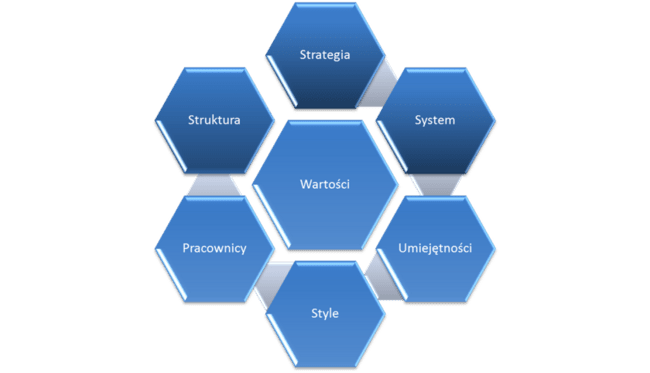 Strategia
Struktura
System
Wartości
Pracownicy
Umiejętności
Style